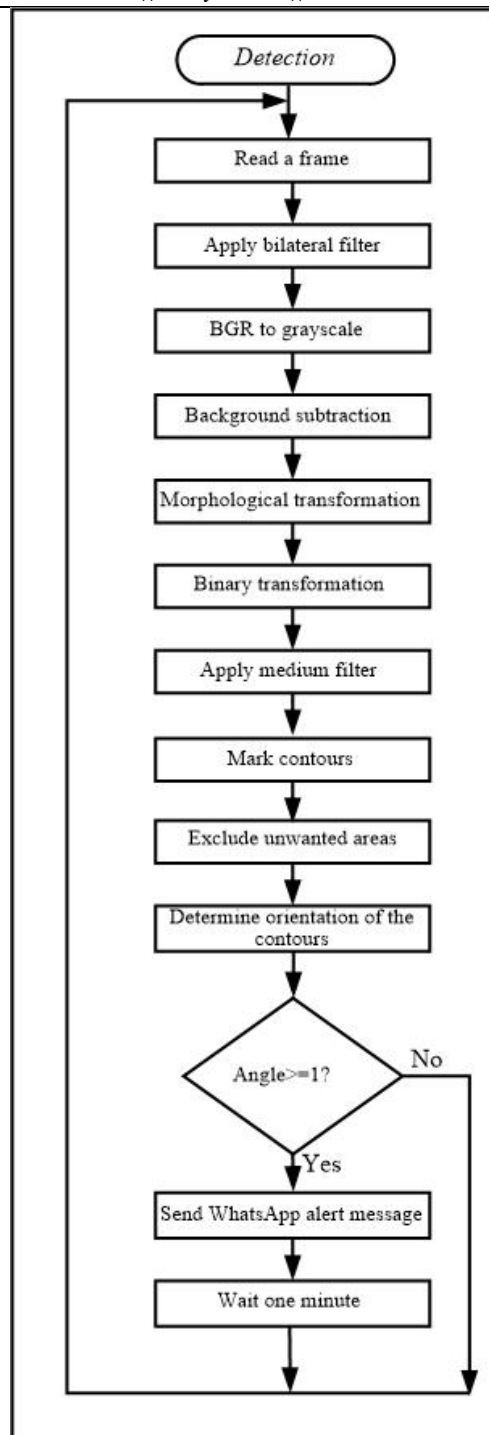 Detection
Read a frame
Apply bilateral filter
BGR to grayscale
Background subtraction
Morphological transformation
Binary transformation
Apply medium filter
Mark contours
Exclude unwanted areas
Determine orientation of the
contours
Angle>=1?
No
Yes
Send WhatsApp alert message
Wait one minute